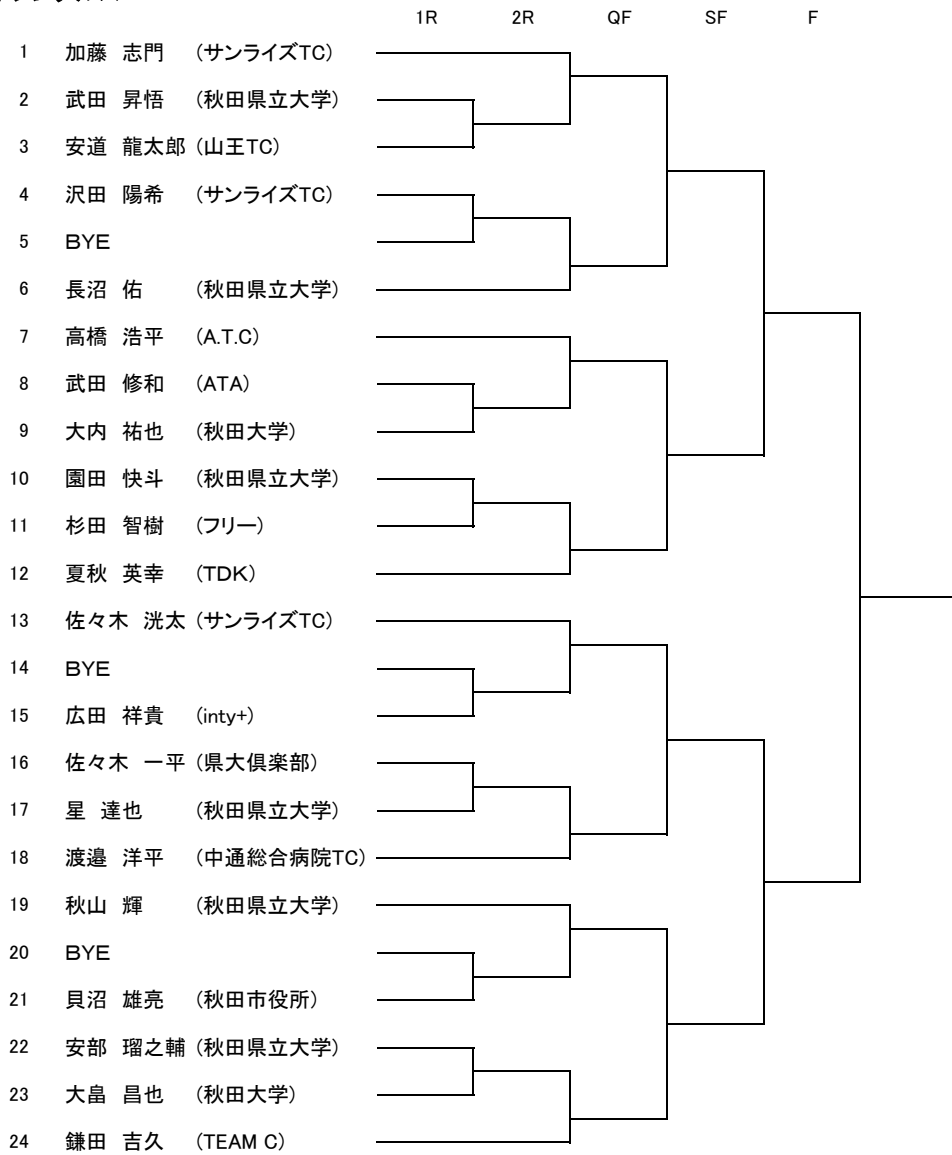 1R 2R QF SF F
1 加藤 志門 (サンライズTC)
2 武田 昇悟 (秋田県立大学)
3 安道 龍太郎 (山王TC)
4 沢田 陽希 (サンライズTC)
5 BYE
6 長沼 佑 (秋田県立大学)
7 高橋 浩平 (A.T.C)
8 武田 修和 (ATA)
9 大内 祐也 (秋田大学)
10 園田 快斗 (秋田県立大学)
11 杉田 智樹 (フリー)
12 夏秋 英幸 (TDK)
13 佐々木 洸太 (サンライズTC)
14 BYE
15 広田 祥貴 (inty+)
16 佐々木 一平 (県大倶楽部)
17 星 達也 (秋田県立大学)
18 渡邉 洋平 (中通総合病院TC)
19 秋山 輝 (秋田県立大学)
20 BYE
21 貝沼 雄亮 (秋田市役所)
22 安部 瑠之輔 (秋田県立大学)
23 大畠 昌也 (秋田大学)
24 鎌田 吉久 (TEAM C)